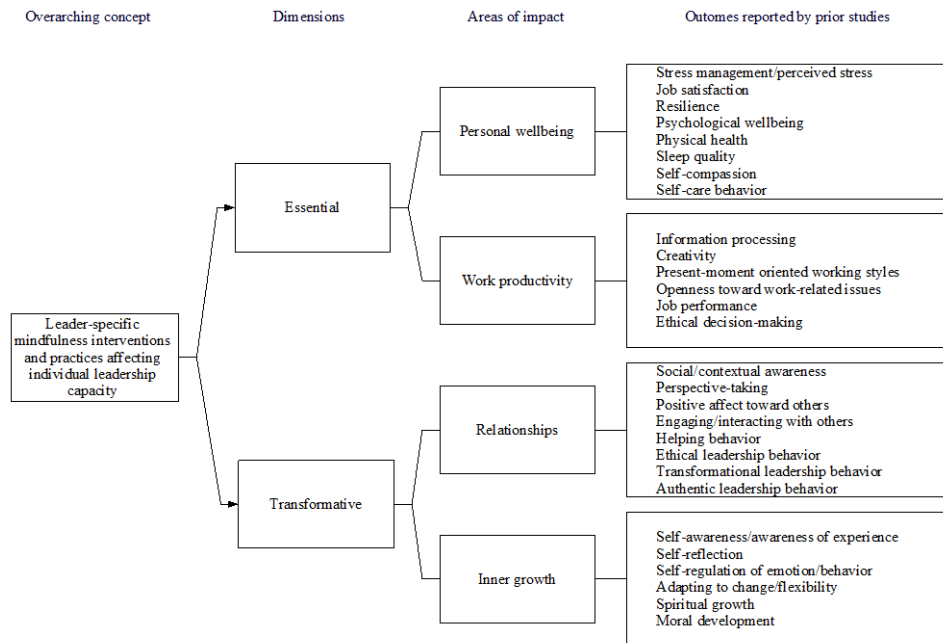 Overarching concept
Dimensions
Areas of impact
Outomes reported by prior studies
Leader-specific
mindfulness interventions
and practices affecting
individual leadership
capacity
Essential
Transformative
Personal wellbeing
Work productivity
Relationships
Inner growth
Stress management/perceived stress
Job satisfaction
Resilience
Psychological wellbeing
Physical health
Sleep quality
Self-compassion
Self-care behavior
Information processing
Creativity
Present-moment oriented working styles
Openness toward work-related issues
Job performance
Ethical decision-making
Social/contextual awareness
Perspective-taking
Positive affect toward others
Engaging/interacting with others
Helping behavior
Ethical leadership behavior
Transformational leadership behavior
Authentic leadership behavior
Self-awareness/awareness of experience
Self-reflection
Self-regulation of emotion/behavior
Adapting to change/flexibility
Spiritual growth
Moral development